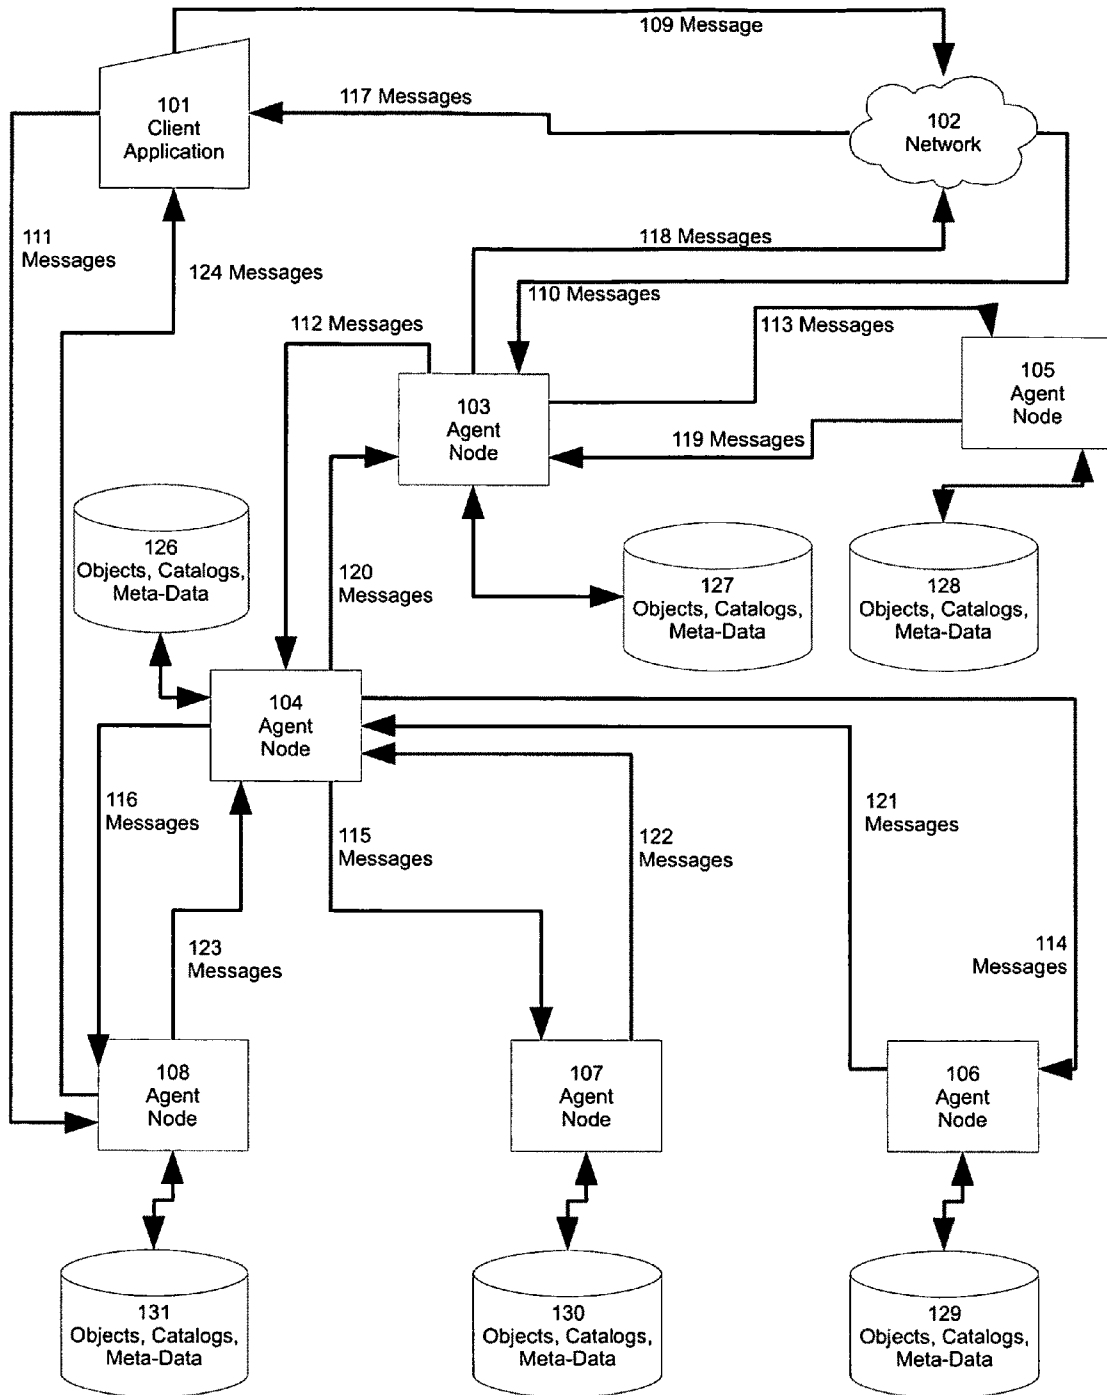 109 Message
101
Client
Application
117 Messages
102
Network
111
Messages
124 Messages
118 Messages
110 Messages
112 Messages
113 Messages
103
Agent
Node
105
Agent
Node
119 Messages
126
Objects, Catalogs,
Meta-Data
120
Messages
127
Objects, Catalogs,
Meta-Data
128
Objects, Catalogs,
Meta-Data
104
Agent
Node
116
Messages
115
Messages
122
Messages
121
Messages
123
Messages
114
Messages
108
Agent
Node
107
Agent
Node
106
Agent
Node
131
Objects, Catalogs,
Meta-Data
130
Objects, Catalogs,
Meta-Data
129
Objects, Catalogs,
Meta-Data